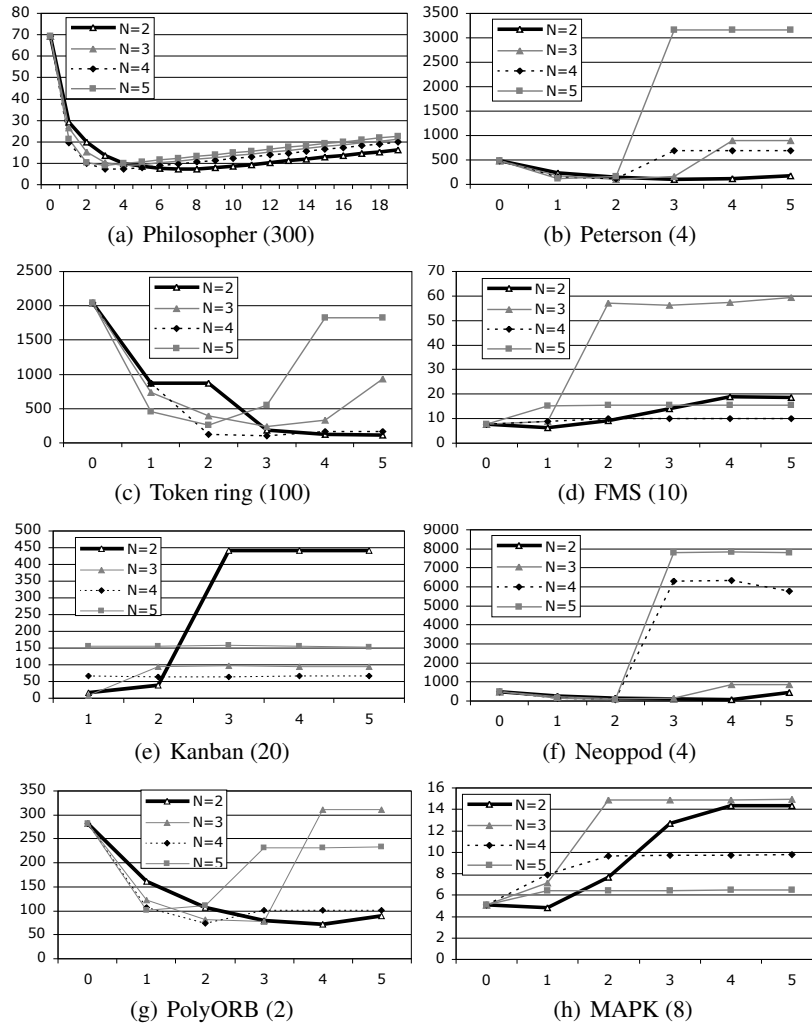 80
70
60
50
40
30
20
10
0
N=2
N=3
N=4
N=5
0 2 4 6 8 10 12 14 16 18
(a) Philosopher (300)
3500
3000
2500
2000
1500
1000
500
0
N=2
N=3
N=4
N=5
0 1 2 3 4 5
(b) Peterson (4)
2500
2000
1500
1000
500
0
N=2
N=3
N=4
N=5
0 1 2 3 4 5
(c) Token ring (100)
70
60
50
40
30
20
10
0
N=2
N=3
N=4
N=5
0 1 2 3 4 5
(d) FMS (10)
500
450
400
350
300
250
200
150
100
50
0
N=2
N=3
N=4
N=5
1 2 3 4 5
(e) Kanban (20)
9000
8000
7000
6000
5000
4000
3000
2000
1000
0
N=2
N=3
N=4
N=5
0 1 2 3 4 5
(f) Neoppod (4)
350
300
250
200
150
100
50
0
N=2
N=3
N=4
N=5
0 1 2 3 4 5
(g) PolyORB (2)
16
14
12
10
8
6
4
2
0
N=2
N=3
N=4
N=5
0 1 2 3 4 5
(h) MAPK (8)